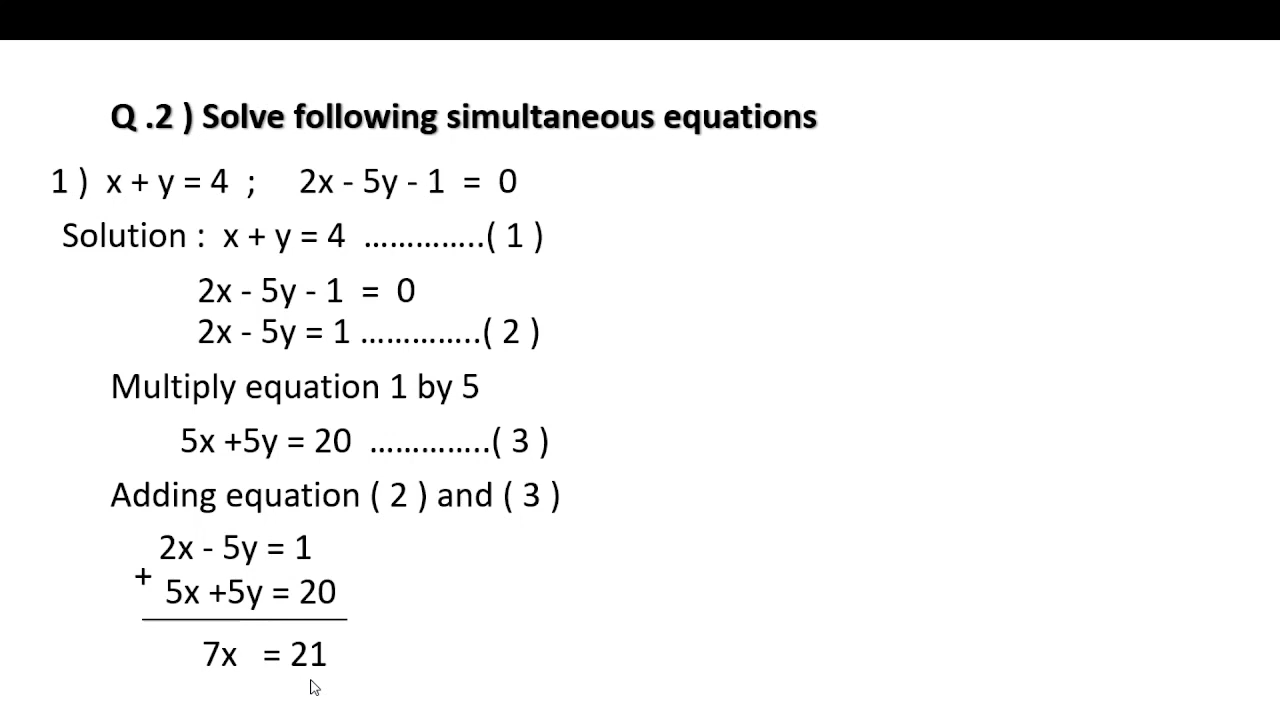 Q .2 ) Solve following simultaneous equations
1 ) x + y = 4 ; 2x - 5y - 1 = 0
Solution : x + y = 4 …………..( 1 )
2x - 5y - 1 = 0
2x - 5y = 1 …………..( 2 )
Multiply equation 1 by 5
5x +5y = 20 …………..( 3 )
Adding equation ( 2 ) and ( 3 )
2x - 5y = 1
+
5x +5y = 20
7x = 21